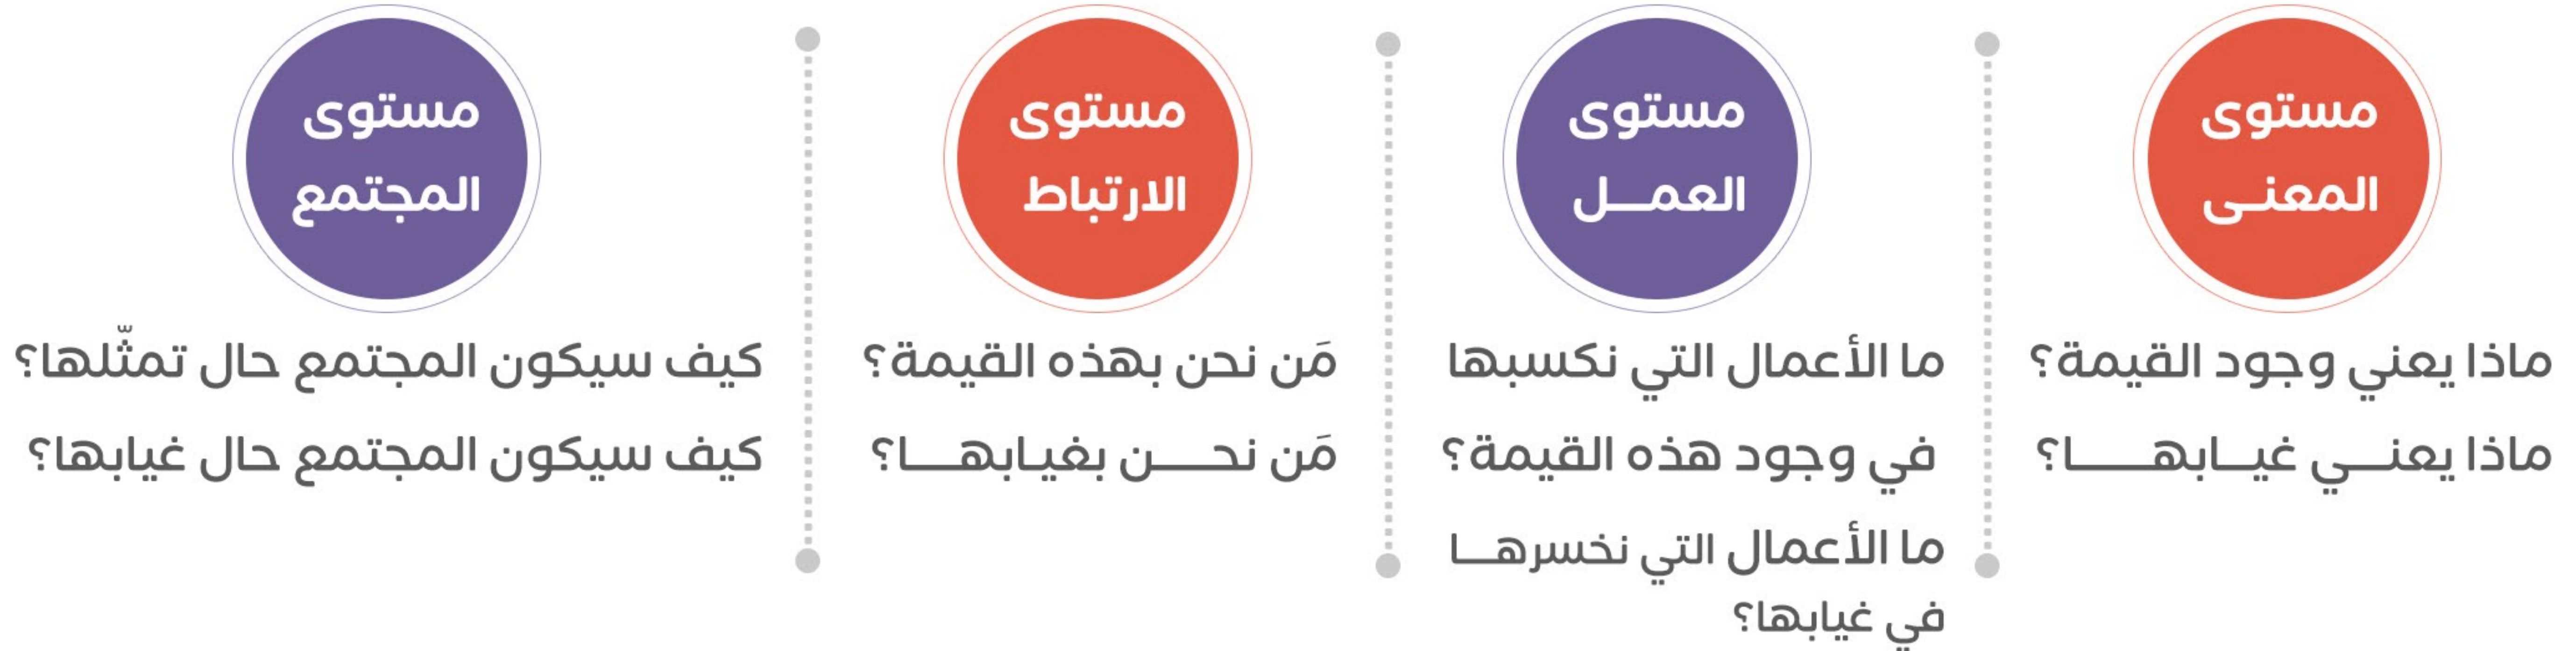 مستوى
المعنى
ماذا يعني وجود القيمة؟
ماذا يعني غيابها؟
مستوى
العمل
ما الأعمال التي نكسبها
في وجود هذه القيمة؟
ما الأعمال التي نخسرها
في غيابها؟
مستوى
الارتباط
مَن نحن بهذه القيمة؟
مَن نحن بغيابها؟
مستوى
المجتمع
كيف سيكون المجتمع حال تمثّلها؟
كيف سيكون المجتمع حال غيابها؟